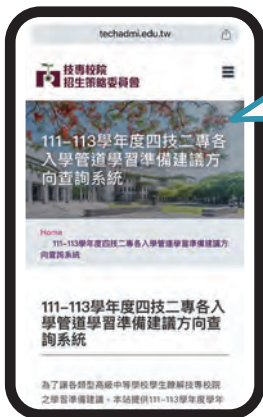 techadmi.edu.tw
技專校院
招生策略委員會
111–113學年度四技二專各
入學管道學習準備建議方
向查詢系統
Home
111–113學年度四技二專各入學管道學習準備建議方
向查詢系統
111–113學年度四技二專各入
學管道學習準備建議方向查
詢系統
為了讓各類型高級中等學校學生瞭解技專校院
之學習準備建議，本站提供111–113學年度學年